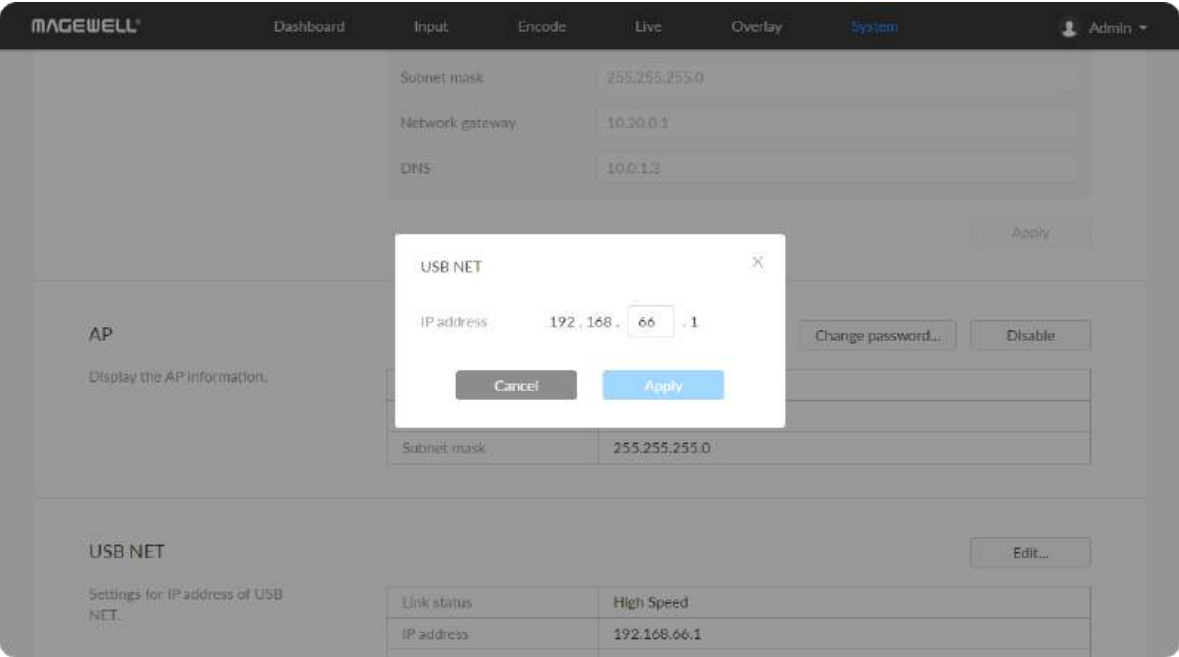 MAGEWELL®
Dashboard Input Encode Live Overlay System Admin
Subnet mask 255.255.255.0
Network gateway 10.20.0.1
DNS 10.0.1.3
Apply
USB NET
IP address 192 . 168 . 66 . 1
Cancel Apply
AP Change password... Disable
Display the AP information.
Subnet mask 255.255.255.0
USB NET Edit...
Settings for IP address of USB
NET.
Link status High Speed
IP address 192.168.66.1